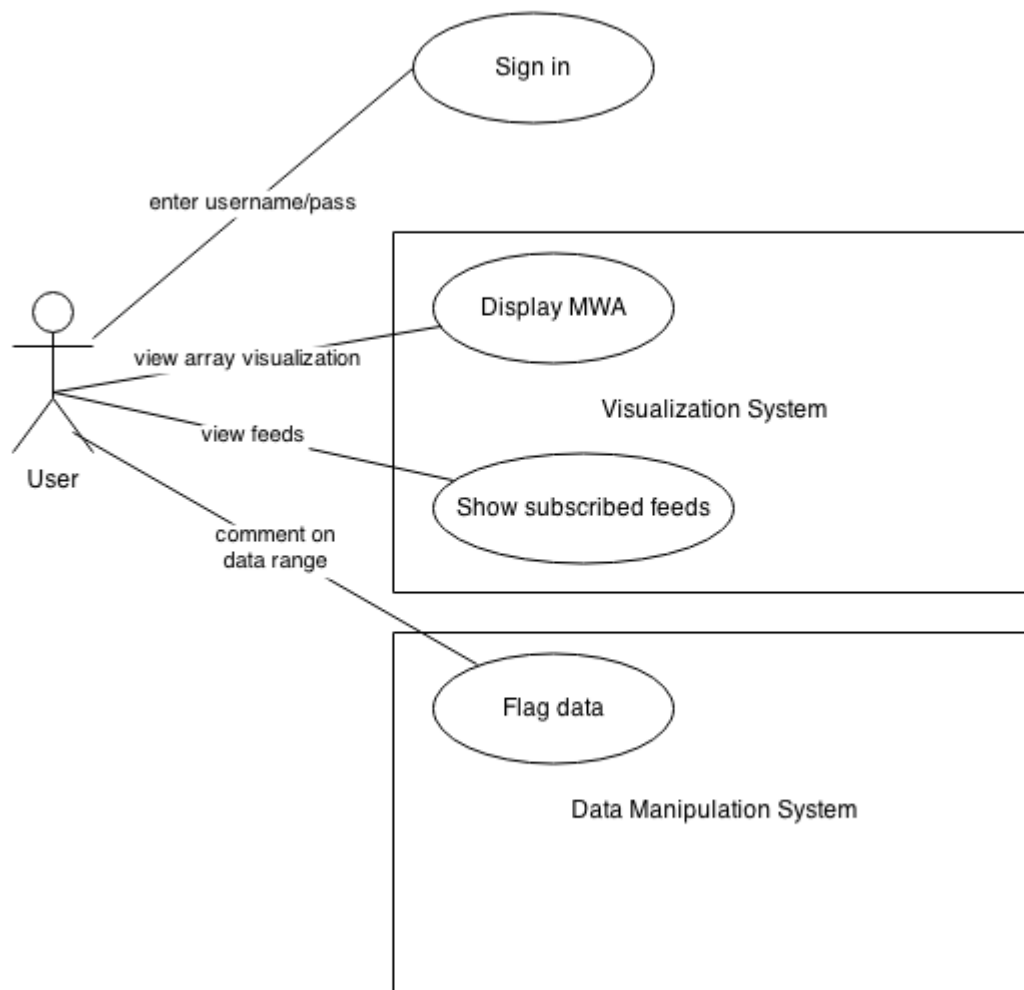 Sign in
enter username/pass
Display MWA
view array visualization
Visualization System
view feeds
User
Show subscribed feeds
comment on
data range
Flag data
Data Manipulation System